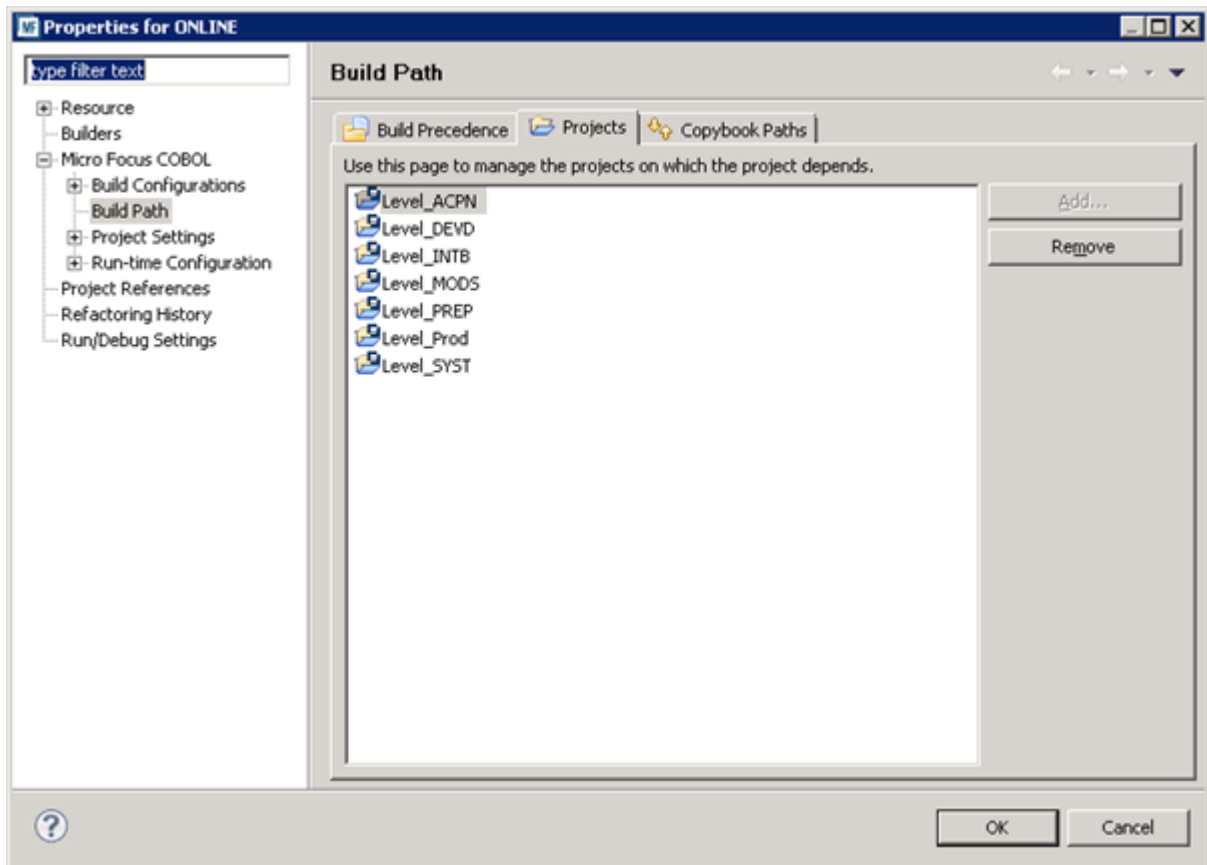 Properties for ONLINE
type filter text
Resource
Builders
Micro Focus COBOL
Build Configurations
Build Path
Project Settings
Run-time Configuration
Project References
Refactoring History
Run/Debug Settings
Build Path
Build Precedence Projects Copybook Paths
Use this page to manage the projects on which the project depends.
Level_ACPN
Level_DEVD
Level_INTB
Level_MODS
Level_PREP
Level_Prod
Level_SYST
Add...
Remove
OK Cancel